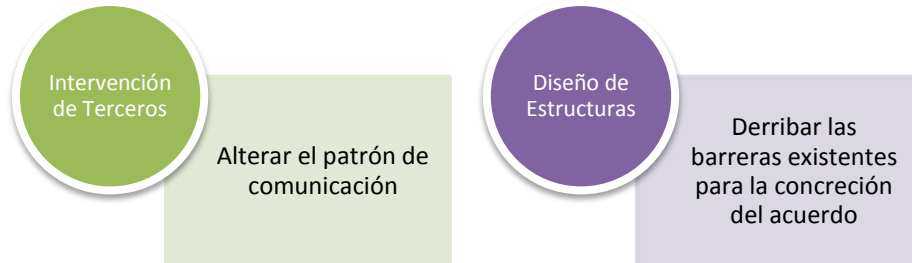 Intervención
de Terceros
Alterar el patrón de
comunicación
Diseño de
Estructuras
Derribar las
barreras existentes
para la concreción
del acuerdo